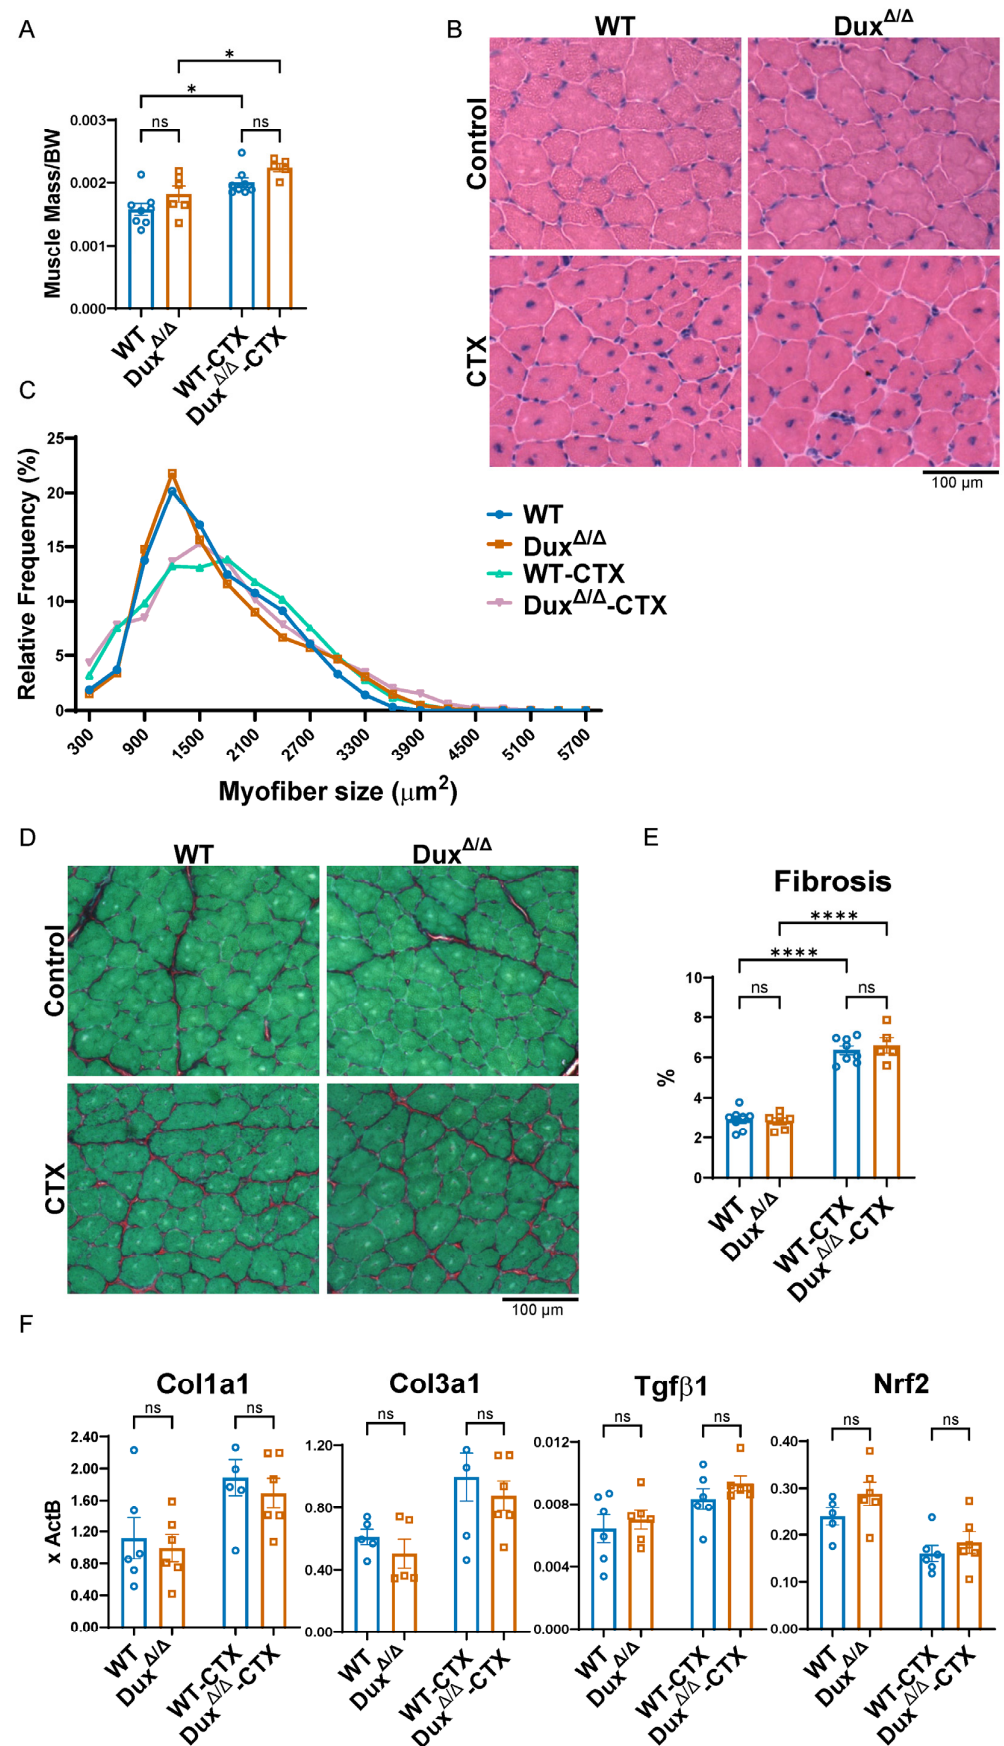 A
*
*
ns
ns
Muscle Mass/BW
0.003
0.002
0.001
0.000
WT
Dux^Δ/Δ
WT-CTX
Dux^Δ/Δ-CTX
B
WT
Dux^Δ/Δ
Control
CTX
100 µm
C
Relative Frequency (%)
25
20
15
10
5
0
300
900
1500
2100
2700
3300
3900
4500
5100
5700
Myofiber size (µm²)
WT
Dux^Δ/Δ
WT-CTX
Dux^Δ/Δ-CTX
D
WT
Dux^Δ/Δ
Control
CTX
100 µm
E
Fibrosis
****
****
ns
ns
%
10
8
6
4
2
0
WT
Dux^Δ/Δ
WT-CTX
Dux^Δ/Δ-CTX
F
Col1a1
ns
ns
x ActB
2.40
2.00
1.60
1.20
0.80
0.40
0.00
WT
Dux^Δ/Δ
WT-CTX
Dux^Δ/Δ-CTX
Col3a1
ns
ns
1.20
0.80
0.40
0.00
WT
Dux^Δ/Δ
WT-CTX
Dux^Δ/Δ-CTX
Tgfβ1
ns
ns
0.012
0.008
0.004
0.000
WT
Dux^Δ/Δ
WT-CTX
Dux^Δ/Δ-CTX
Nrf2
ns
ns
0.40
0.30
0.20
0.10
0.00
WT
Dux^Δ/Δ
WT-CTX
Dux^Δ/Δ-CTX